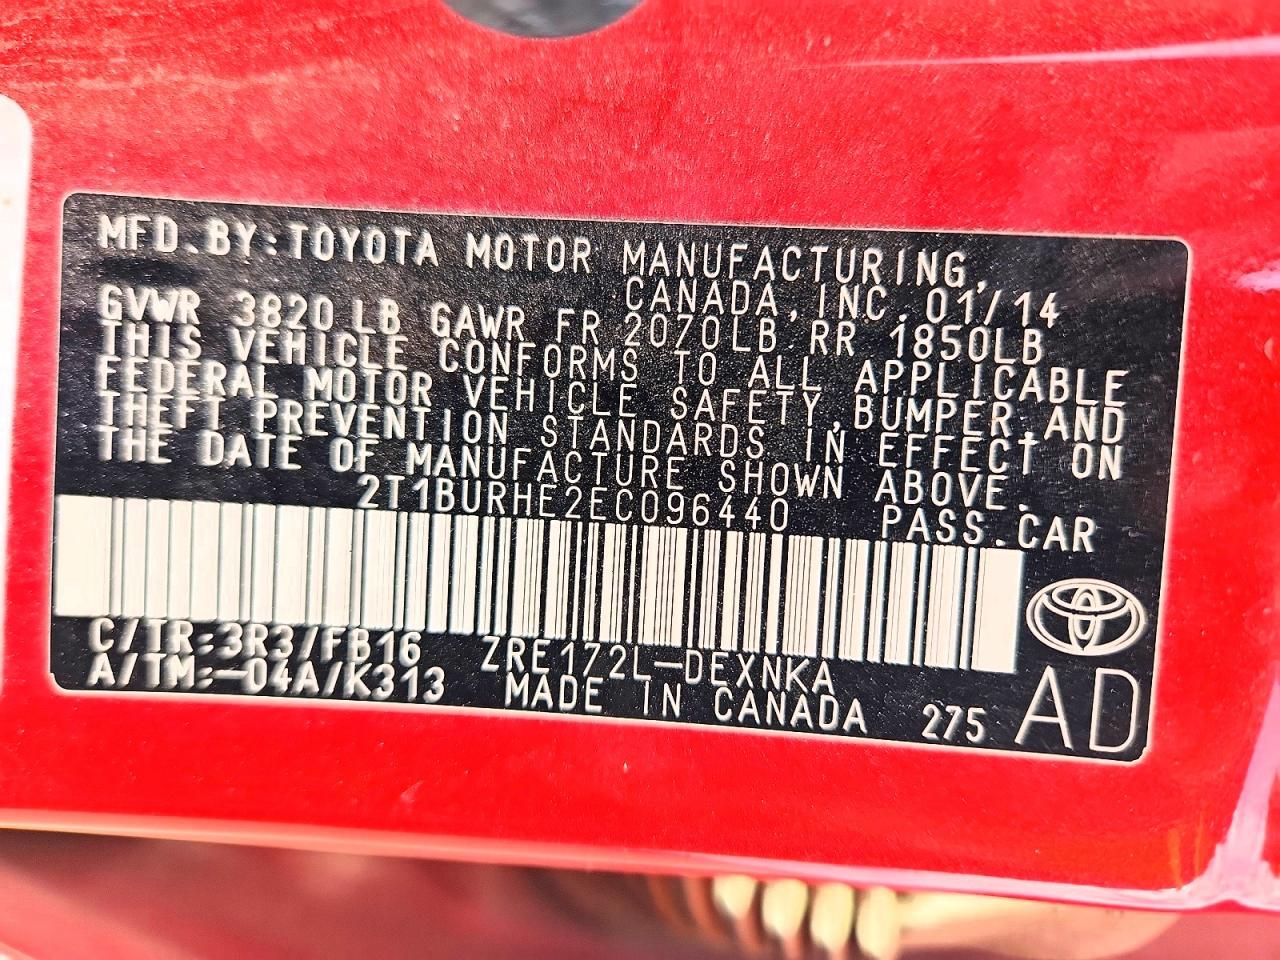 MFD.BY:TOYOTA MOTOR MANUFACTURING,
CANADA, INC. 01/14
GVWR 3820 LB GAWR FR 2070LB RR 1850LB
THIS VEHICLE CONFORMS TO ALL APPLICABLE
FEDERAL MOTOR VEHICLE SAFETY,BUMPER,AND
THEFT PREVENTION STANDARDS IN EFFECT ON
THE DATE OF MANUFACTURE SHOWN ABOVE.
2T1BURHE2EC096440 PASS.CAR
C/TR:3R3/FB16 ZRE172L-DEXNKA
A/TM:-04A/K313 MADE IN CANADA 275 AD